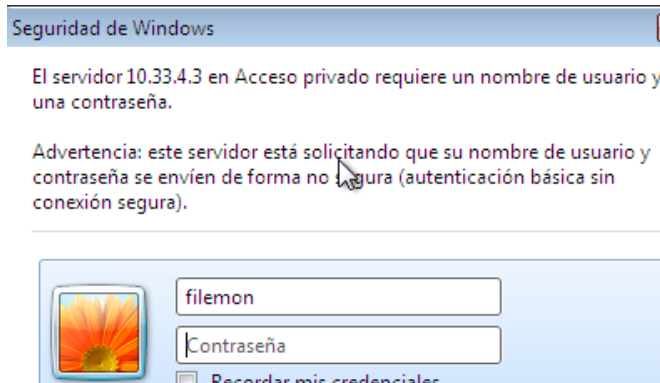 Seguridad de Windows
El servidor 10.33.4.3 en Acceso privado requiere un nombre de usuario y
una contraseña.
Advertencia: este servidor está solicitando que su nombre de usuario y
contraseña se envíen de forma no segura (autenticación básica sin
conexión segura).
filemon
Contraseña
Recordar mis credenciales